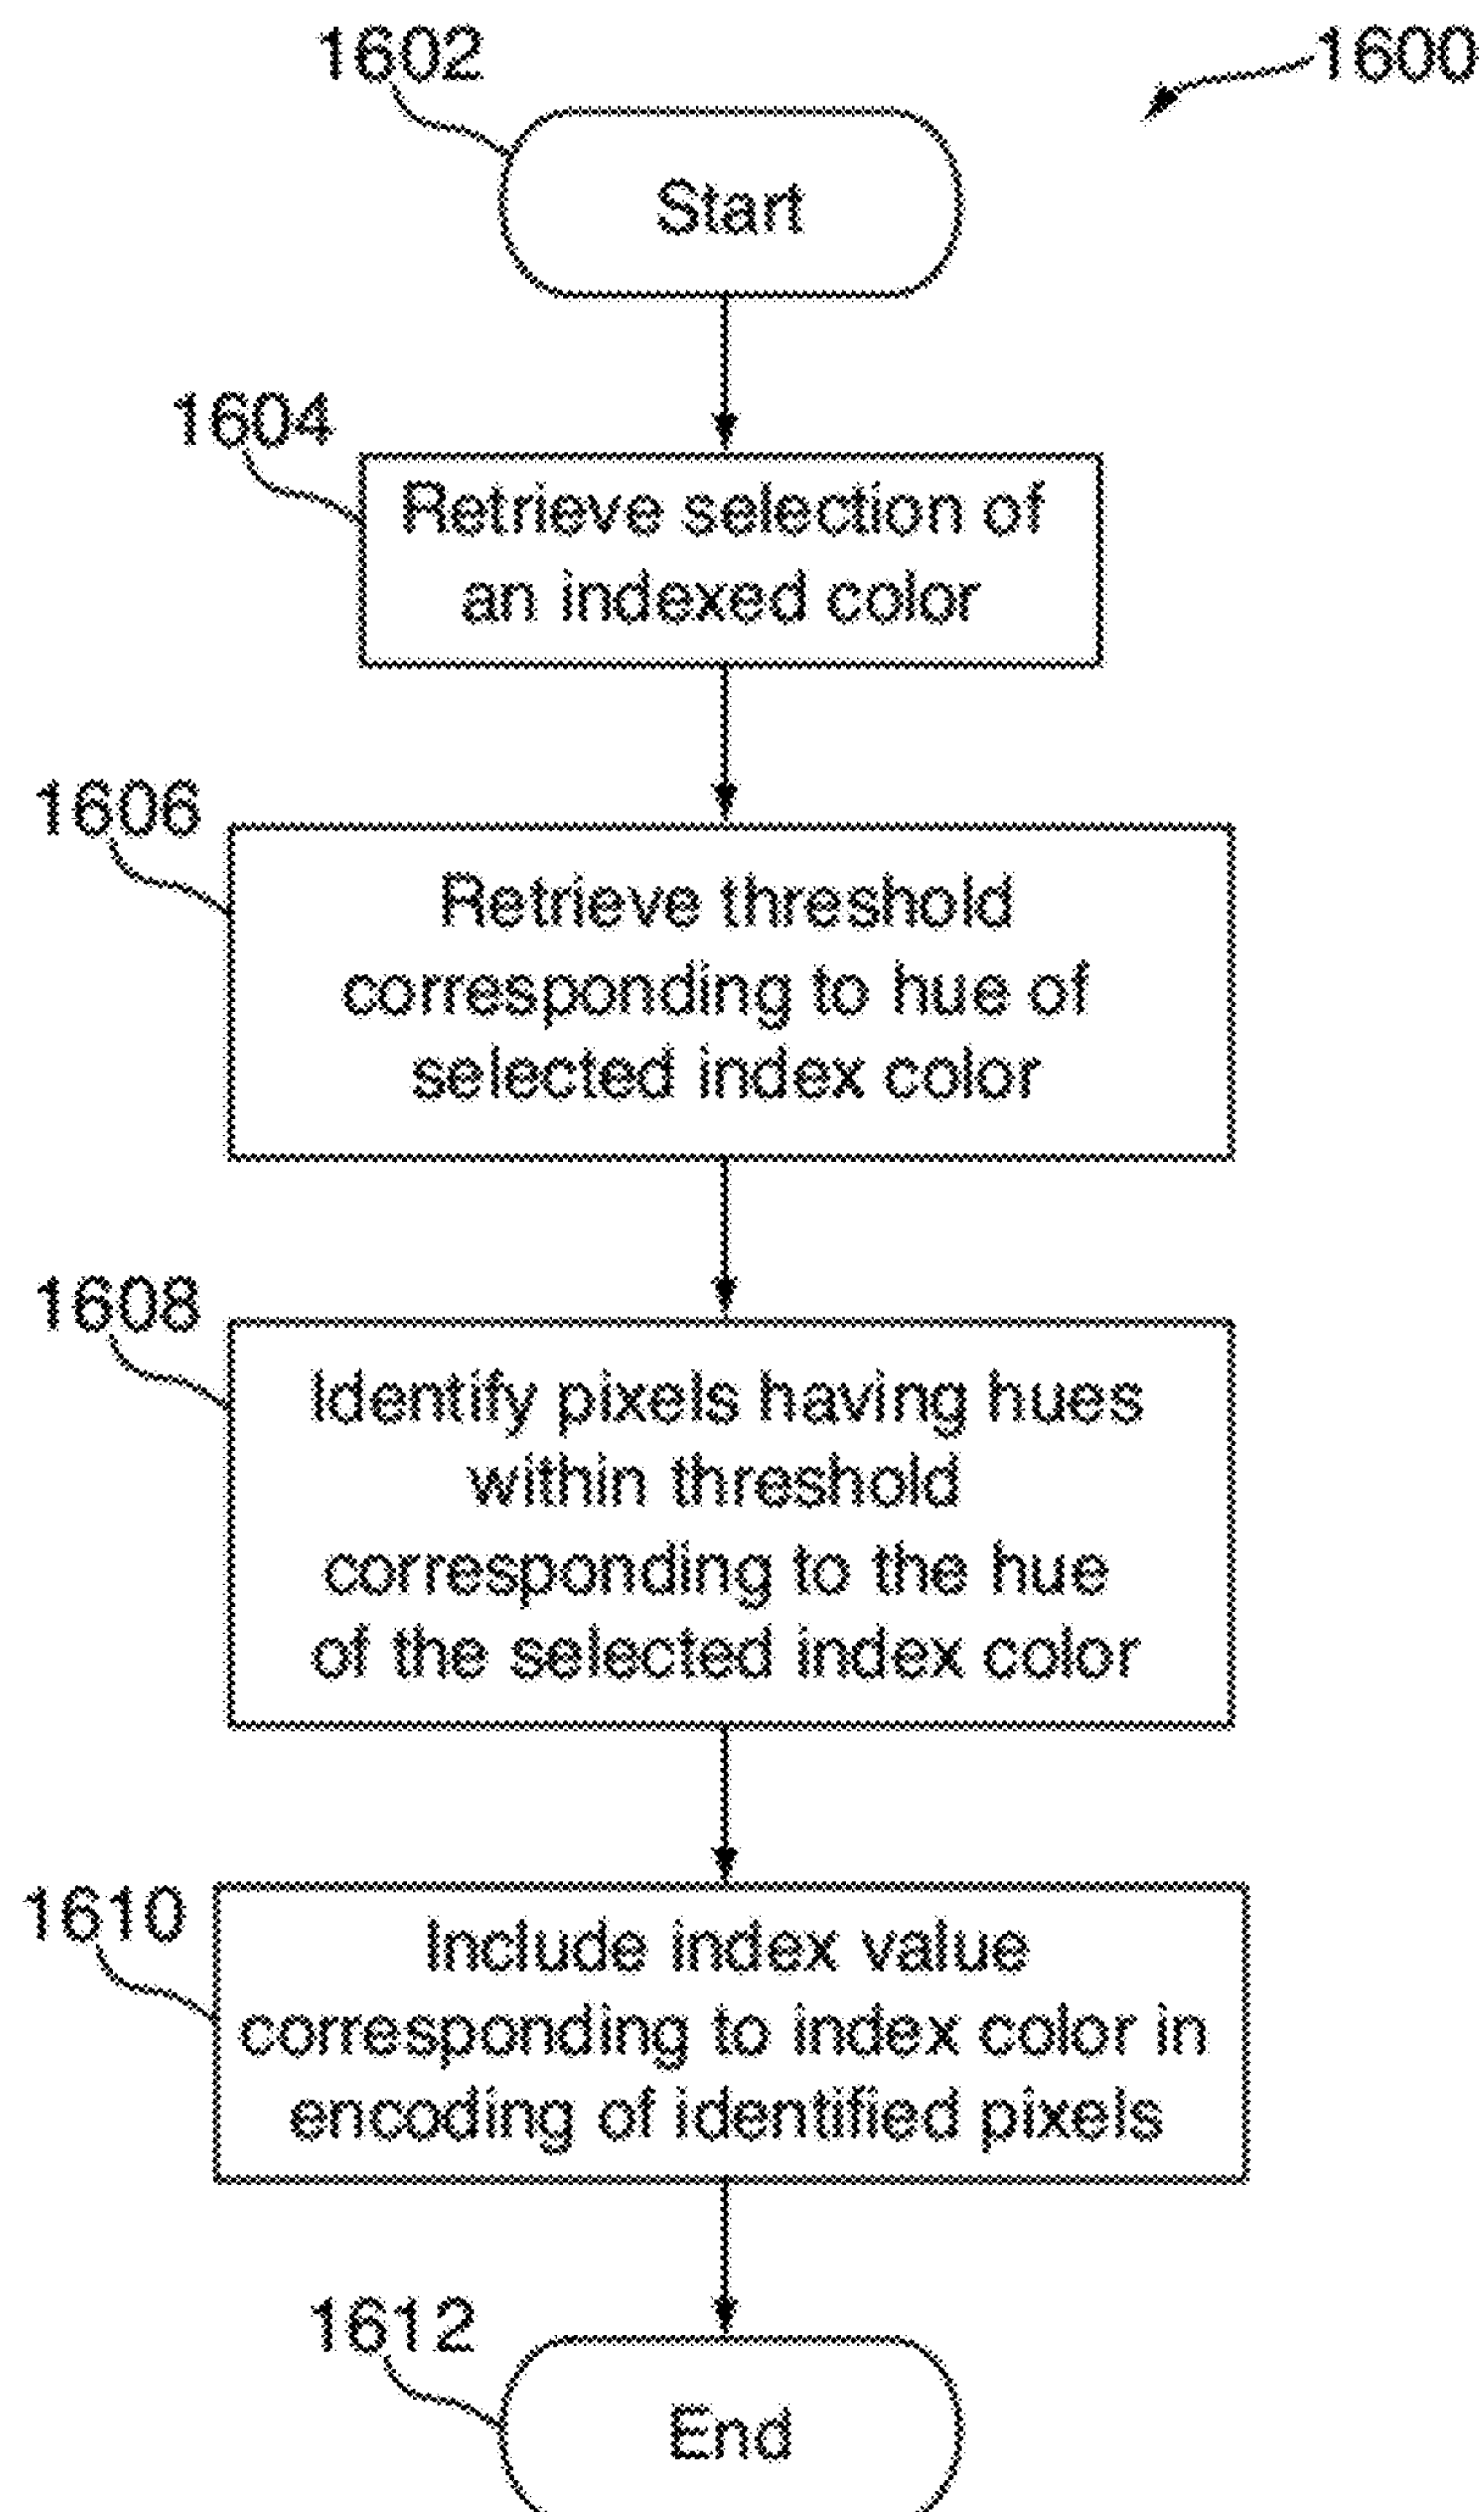 1602
1600
Start
1604
Retrieve selection of
an indexed color
1606
Retrieve threshold
corresponding to hue of
selected index color
1608
Identify pixels having hues
within threshold
corresponding to the hue
of the selected index color
1610
Include index value
corresponding to index color in
encoding of identified pixels
1612
End